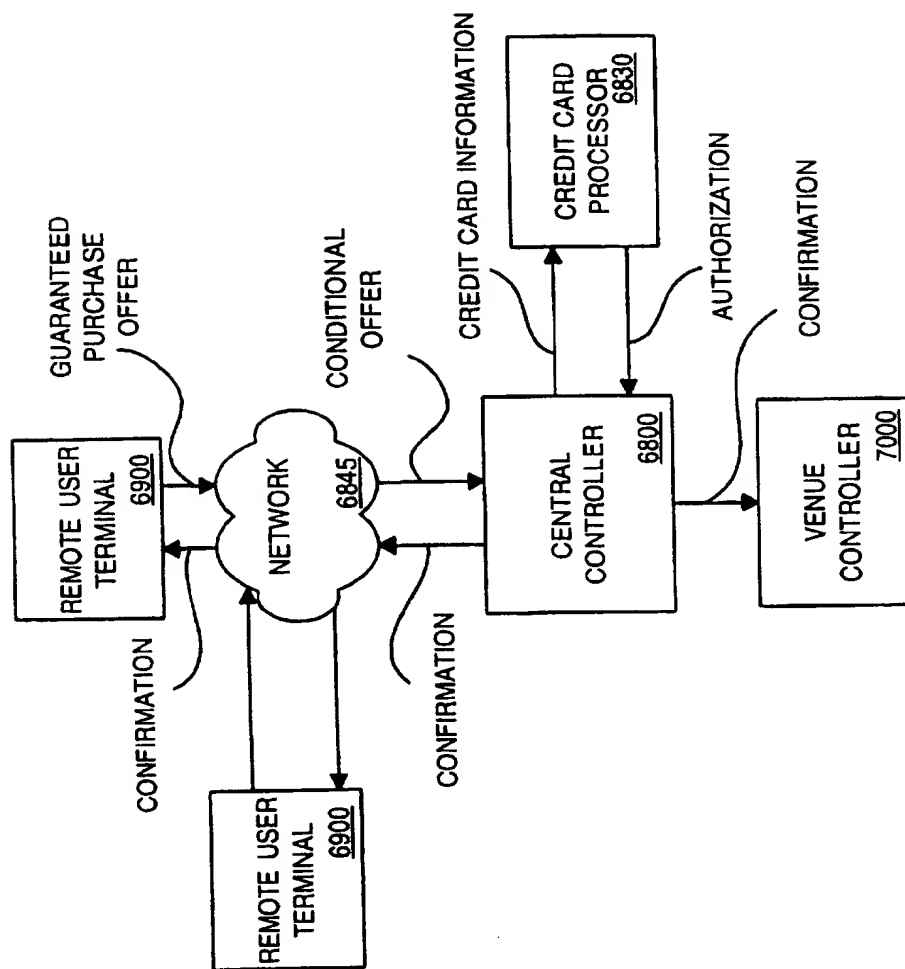 GUARANTEED
PURCHASE
OFFER
REMOTE USER
TERMINAL
6900
CONFIRMATION
NETWORK
6845
REMOTE USER
TERMINAL
6900
CONDITIONAL
OFFER
CONFIRMATION
CREDIT CARD INFORMATION
CENTRAL
CONTROLLER
6800
CREDIT CARD
PROCESSOR
6830
AUTHORIZATION
CONFIRMATION
VENUE
CONTROLLER
7000